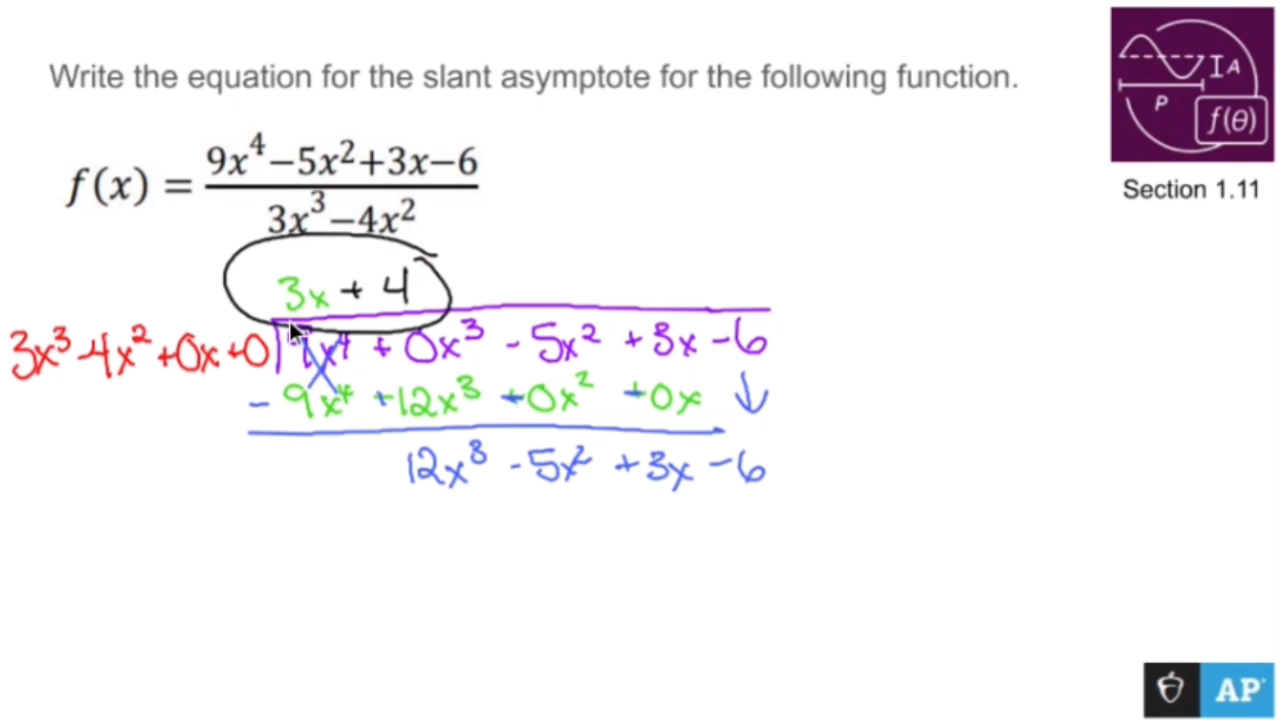 Write the equation for the slant asymptote for the following function.
I A
P
f(θ)
Section 1.11
f(x) = 9x⁴−5x²+3x−6
3x³−4x²
3x + 4
3x³-4x²+0x+0 9x⁴ + 0x³ - 5x² + 3x - 6
- 9x⁴ +12x³ +0x² +0x ↓
12x³ - 5x² + 3x - 6
AP